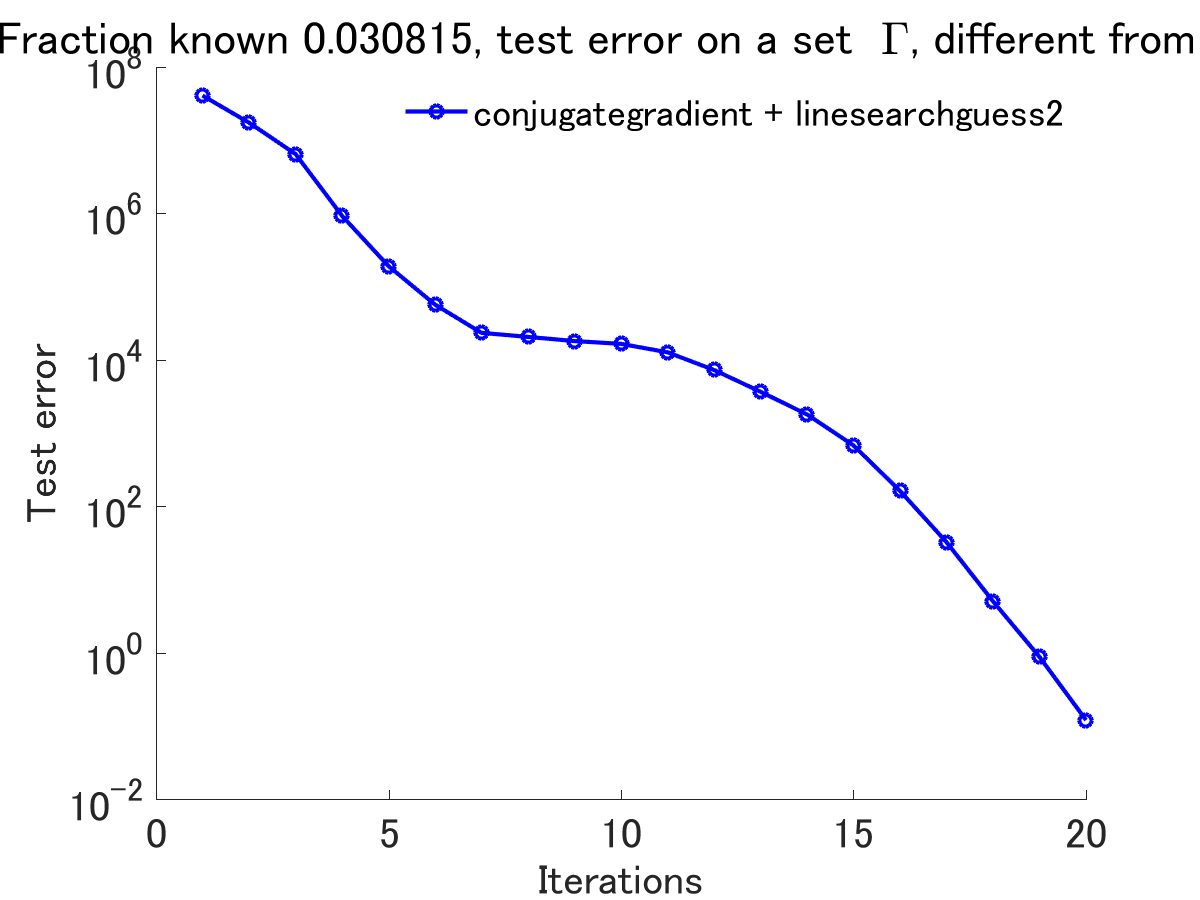 Fraction known 0.030815, test error on a set Γ, different from
10^8
conjugategradient + linesearchguess2
10^6
10^4
10^2
10^0
10^-2
Test error
0 5 10 15 20
Iterations